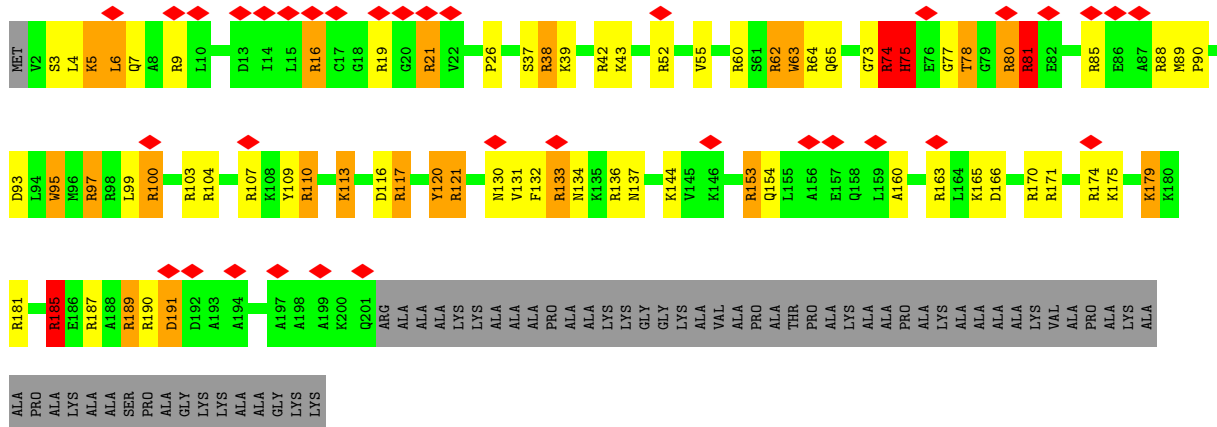 MET V2 S3 L4 K5 L6 Q7 A8 R9 L10 D13 I14 L15 R16 C17 G18 R19 G20 R21 V22 P26 S37 R38 K39 R42 K43 R52 V55 R60 S61 R62 W63 R64 Q65 G73 R74 H75 E76 G77 T78 G79 R80 R81 E82 R85 E86 A87 R88 M89 P90
D93 L94 W95 M96 R97 R98 L99 R100 R103 R104 R107 K108 Y109 R110 K113 D116 R117 Y120 R121 N130 V131 F132 R133 N134 K135 R136 N137 K144 V145 K146 R153 Q154 L155 A156 E157 Q158 L159 A160 R163 L164 K165 D166 R170 R171 R174 K175 K179 K180
R181 R185 E186 R187 A188 R189 R190 D191 D192 A193 A194 A197 A198 A199 K200 Q201 ARG ALA ALA ALA LYS LYS ALA ALA ALA PRO ALA ALA LYS LYS GLY GLY LYS ALA VAL ALA PRO ALA THR PRO ALA LYS ALA ALA PRO ALA LYS ALA ALA ALA ALA LYS VAL ALA PRO ALA LYS ALA
ALA PRO ALA LYS ALA ALA SER PRO ALA GLY LYS LYS ALA ALA GLY LYS LYS